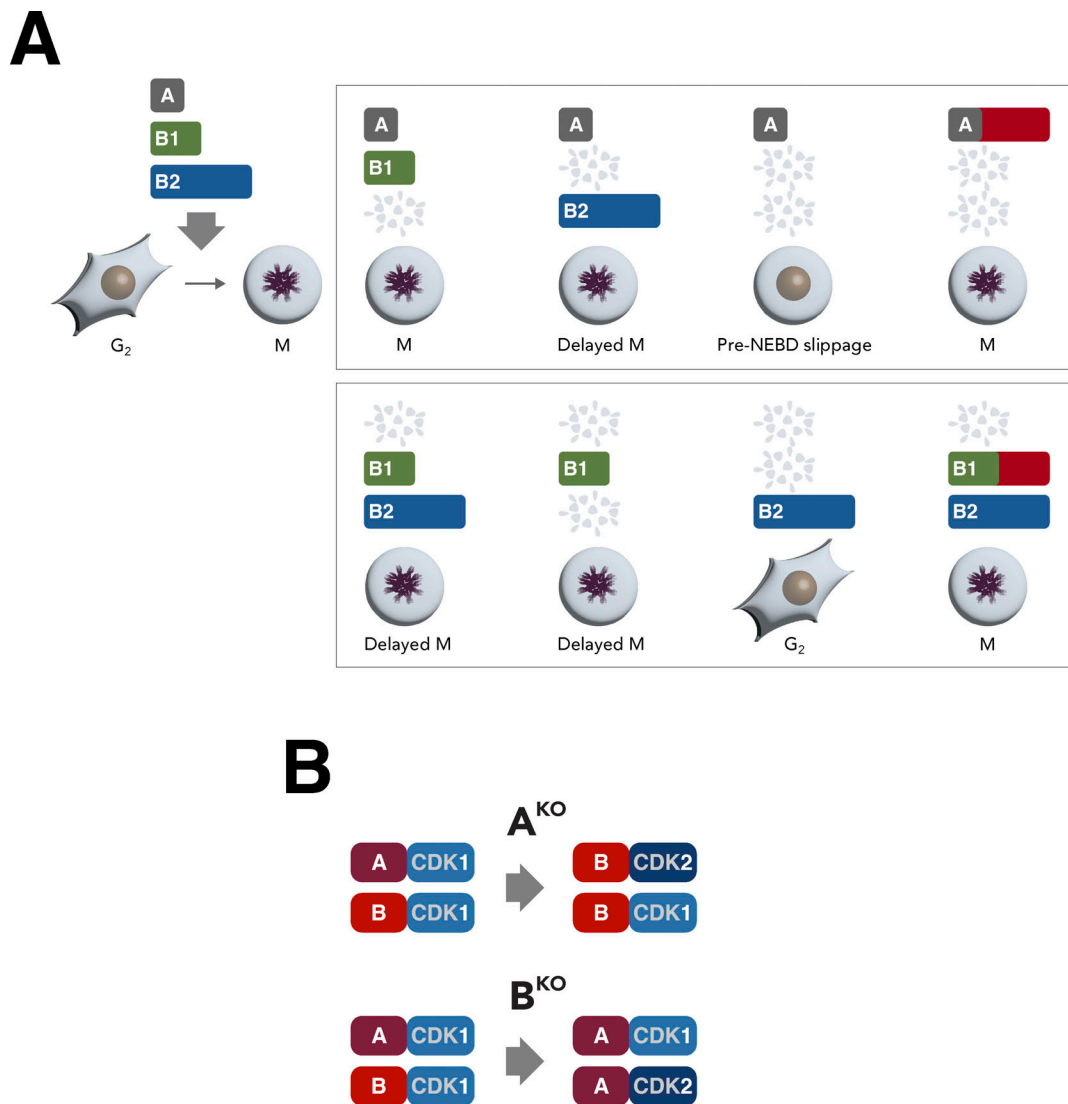 A
A
B1
B2
G₂
M
A
B1
M
A
B2
Delayed M
A
Pre-NEBD slippage
A
M
B1
B2
Delayed M
B1
Delayed M
B2
G₂
B1
B2
M
B
Aᴷᴼ
A CDK1
B CDK2
B CDK1
B CDK1
Bᴷᴼ
A CDK1
A CDK1
B CDK1
A CDK2